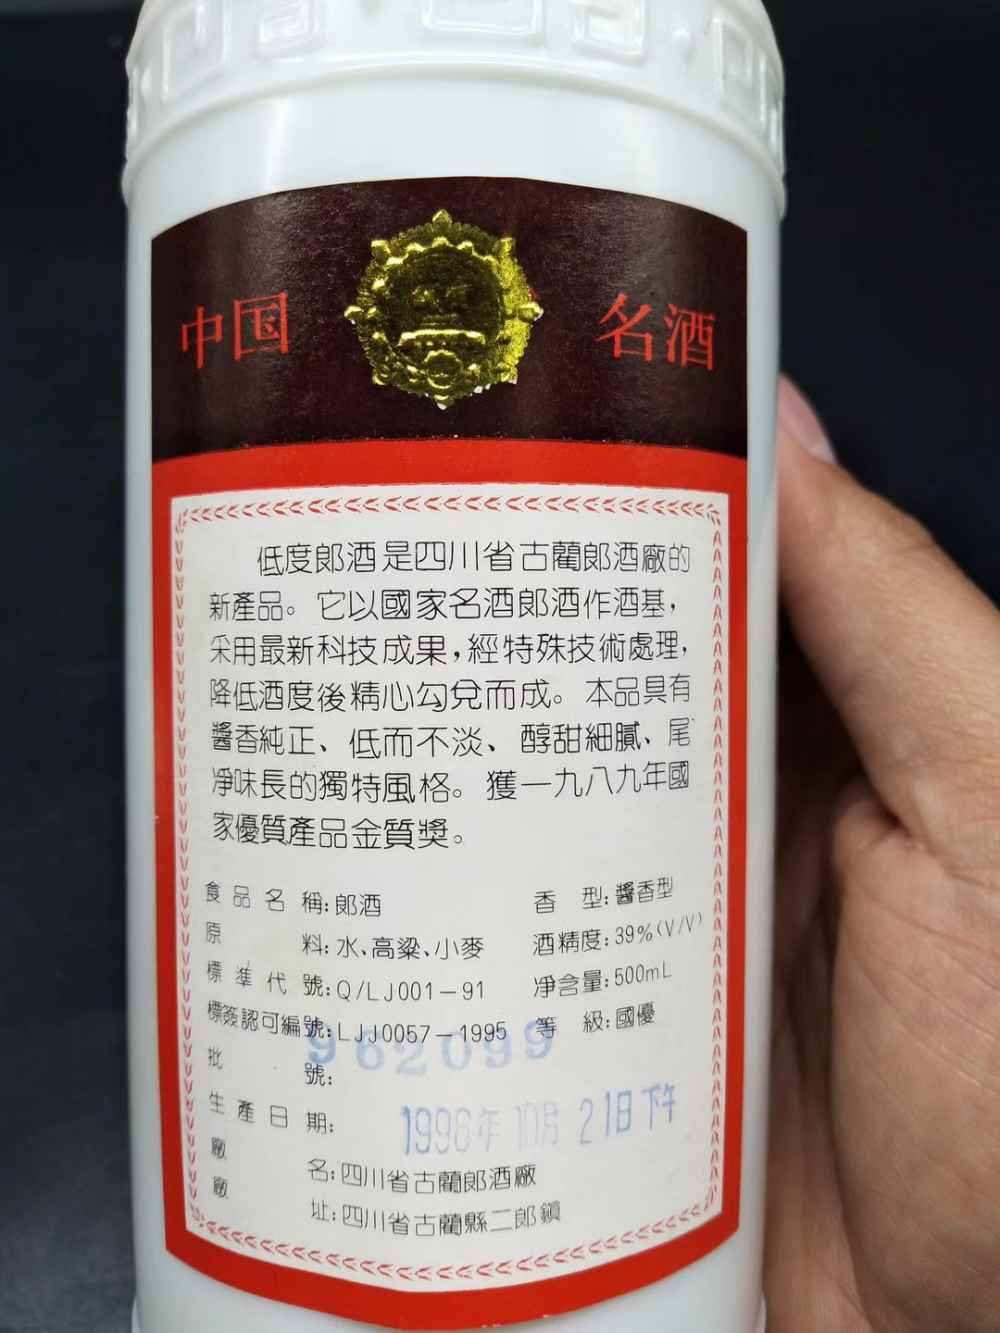 中国 名酒
低度郎酒是四川省古藺郎酒廠的
新產品。它以國家名酒郎酒作酒基，
采用最新科技成果，經特殊技術處理，
降低酒度後精心勾兌而成。本品具有
醬香純正、低而不淡、醇甜細膩、尾
凈味長的獨特風格。獲一九八九年國
家優質產品金質獎。
食品名稱：郎酒 香型：醬香型
原料：水、高粱、小麥 酒精度：39%(V/V)
標準代號：Q/LJ001-91 凈含量：500mL
標簽認可編號：LJJ0057-1995 等級：國優
批號：962099
生產日期：1996年10月21日下午
廠名：四川省古藺郎酒廠
廠址：四川省古藺縣二郎鎮